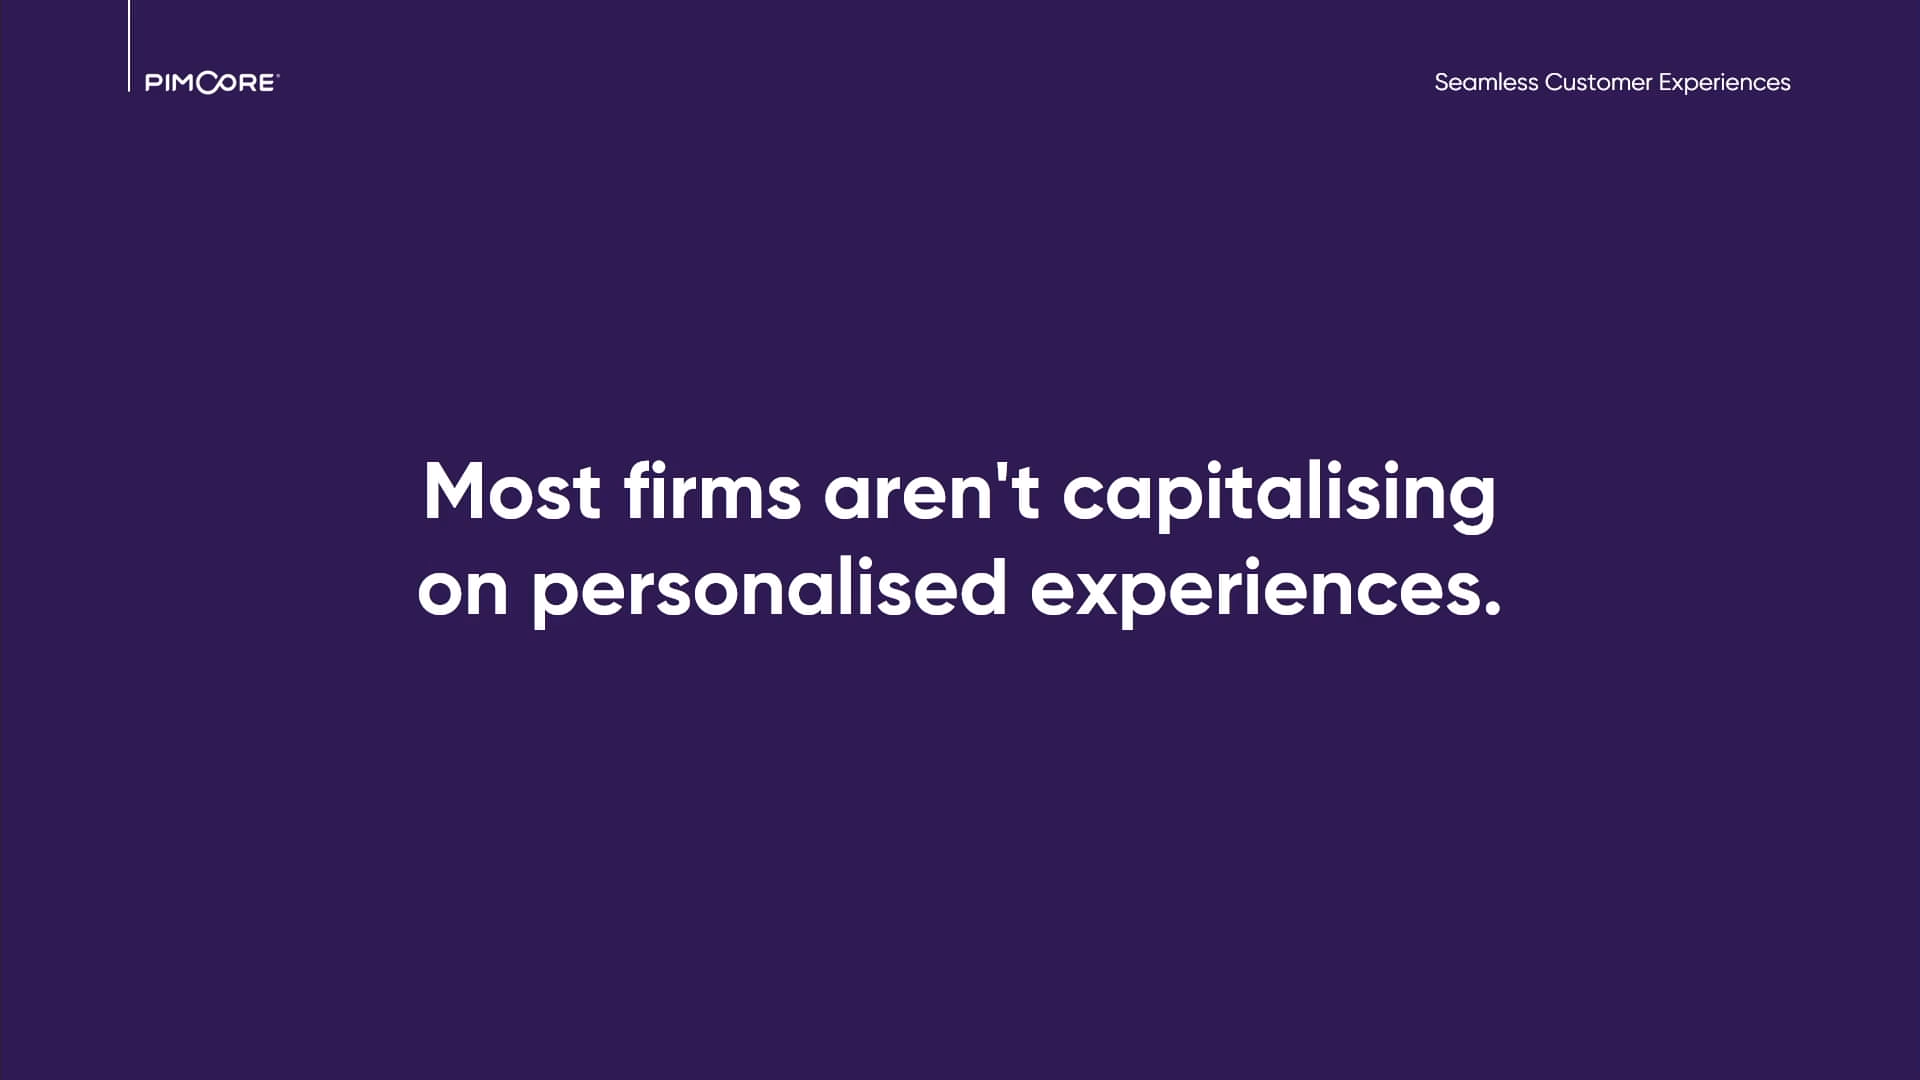 PIMCORE®
Seamless Customer Experiences
Most firms aren't capitalising
on personalised experiences.